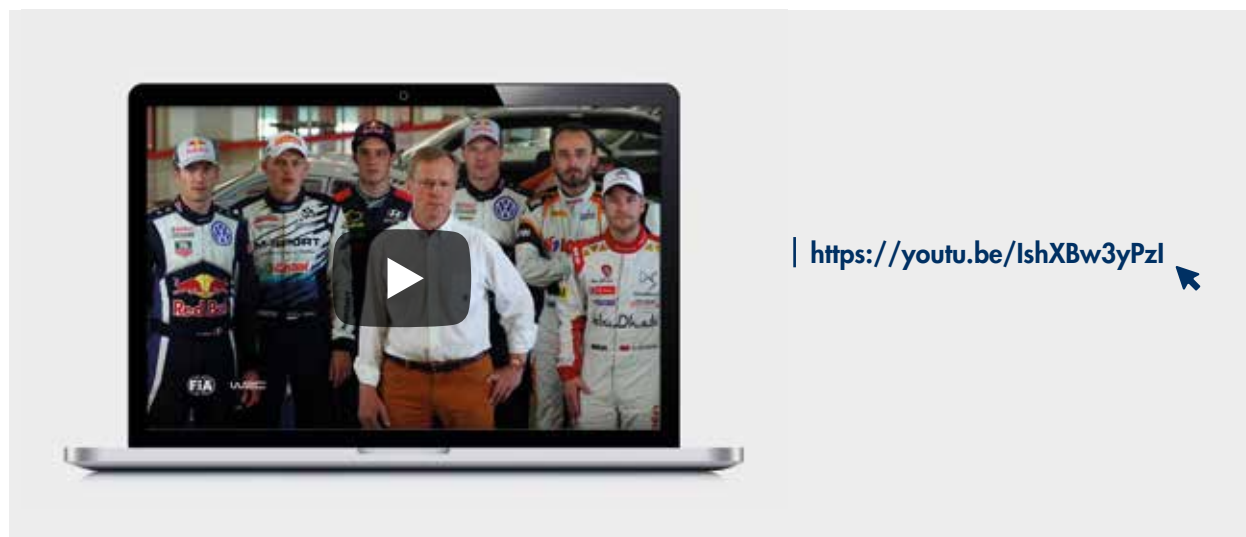 https://youtu.be/IshXBw3yPzI
M-SPORT
Red Bull
Abu Dhabi
FIA
WRC